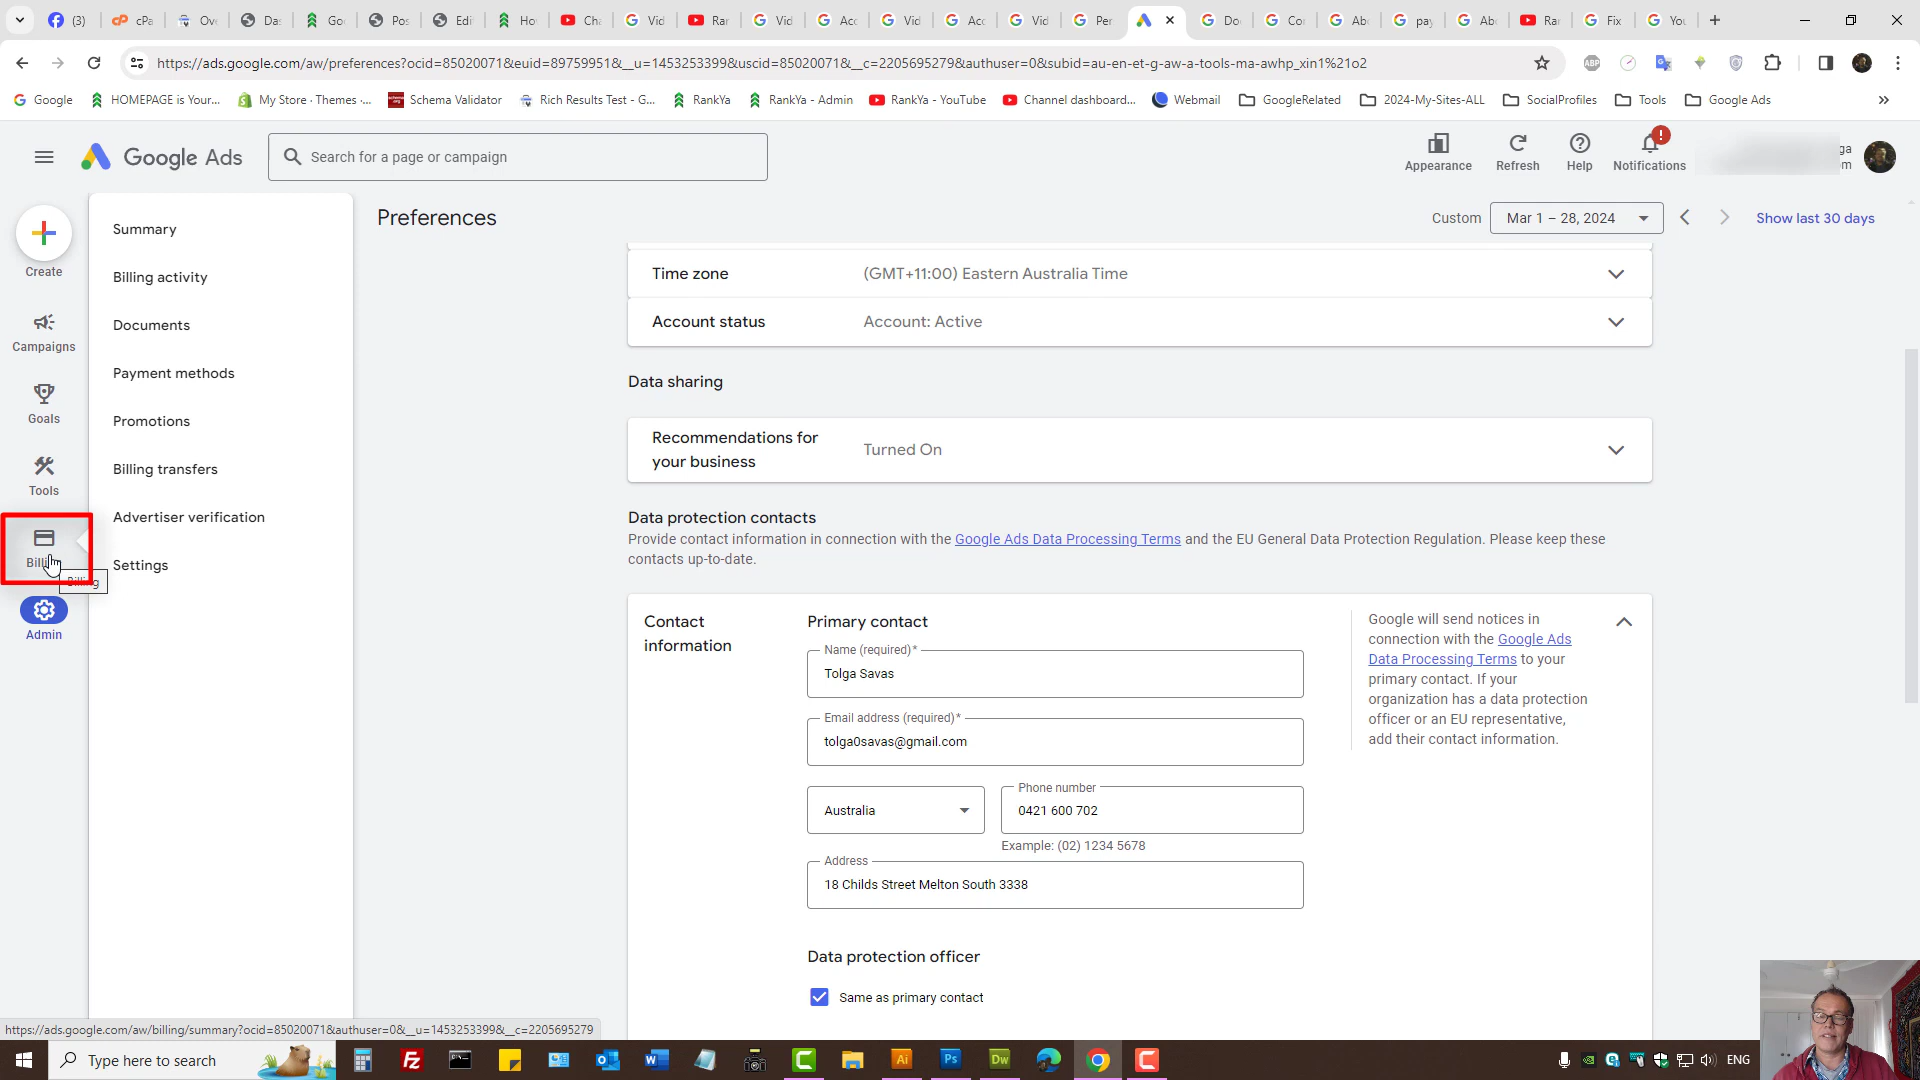 (3)
cPa
Ove
Das
Goo
Pos
Edi
Ho
Cha
Vid
Ran
Vid
Acc
Vid
Acc
Vid
Per
Do
Co
Abo
pay
Abo
Ran
Fix
You
https://ads.google.com/aw/preferences?ocid=85020071&euid=89759951&__u=1453253399&uscid=85020071&__c=2205695279&authuser=0&subid=au-en-et-g-aw-a-tools-ma-awhp_xin1%21o2
ABP
Google
HOMEPAGE is Your...
My Store · Themes ·...
Schema Validator
Rich Results Test - G...
RankYa
RankYa - Admin
RankYa - YouTube
Channel dashboard...
Webmail
GoogleRelated
2024-My-Sites-ALL
SocialProfiles
Tools
Google Ads
Google Ads
Search for a page or campaign
Appearance
Refresh
Help
Notifications
Create
Campaigns
Goals
Tools
Billing
Admin
Summary
Billing activity
Documents
Payment methods
Promotions
Billing transfers
Advertiser verification
Settings
Preferences
Custom
Mar 1 – 28, 2024
Show last 30 days
Time zone
(GMT+11:00) Eastern Australia Time
Account status
Account: Active
Data sharing
Recommendations for
your business
Turned On
Data protection contacts
Provide contact information in connection with the Google Ads Data Processing Terms and the EU General Data Protection Regulation. Please keep these
contacts up-to-date.
Contact
information
Primary contact
Name (required)*
Tolga Savas
Email address (required)*
tolga0savas@gmail.com
Australia
Phone number
0421 600 702
Example: (02) 1234 5678
Address
18 Childs Street Melton South 3338
Data protection officer
Same as primary contact
Google will send notices in
connection with the Google Ads
Data Processing Terms to your
primary contact. If your
organization has a data protection
officer or an EU representative,
add their contact information.
https://ads.google.com/aw/billing/summary?ocid=85020071&authuser=0&__u=1453253399&__c=2205695279
Type here to search
ENG